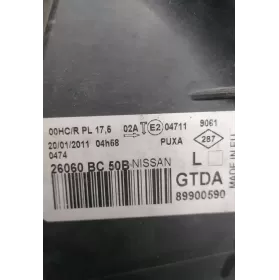 00HC/R PL 17,5 02A T E2 04711 9061
20/01/2011 04h58 PUXA 287
0474
26060 BC 50B NISSAN L
GTDA
89900590
MADE IN EU